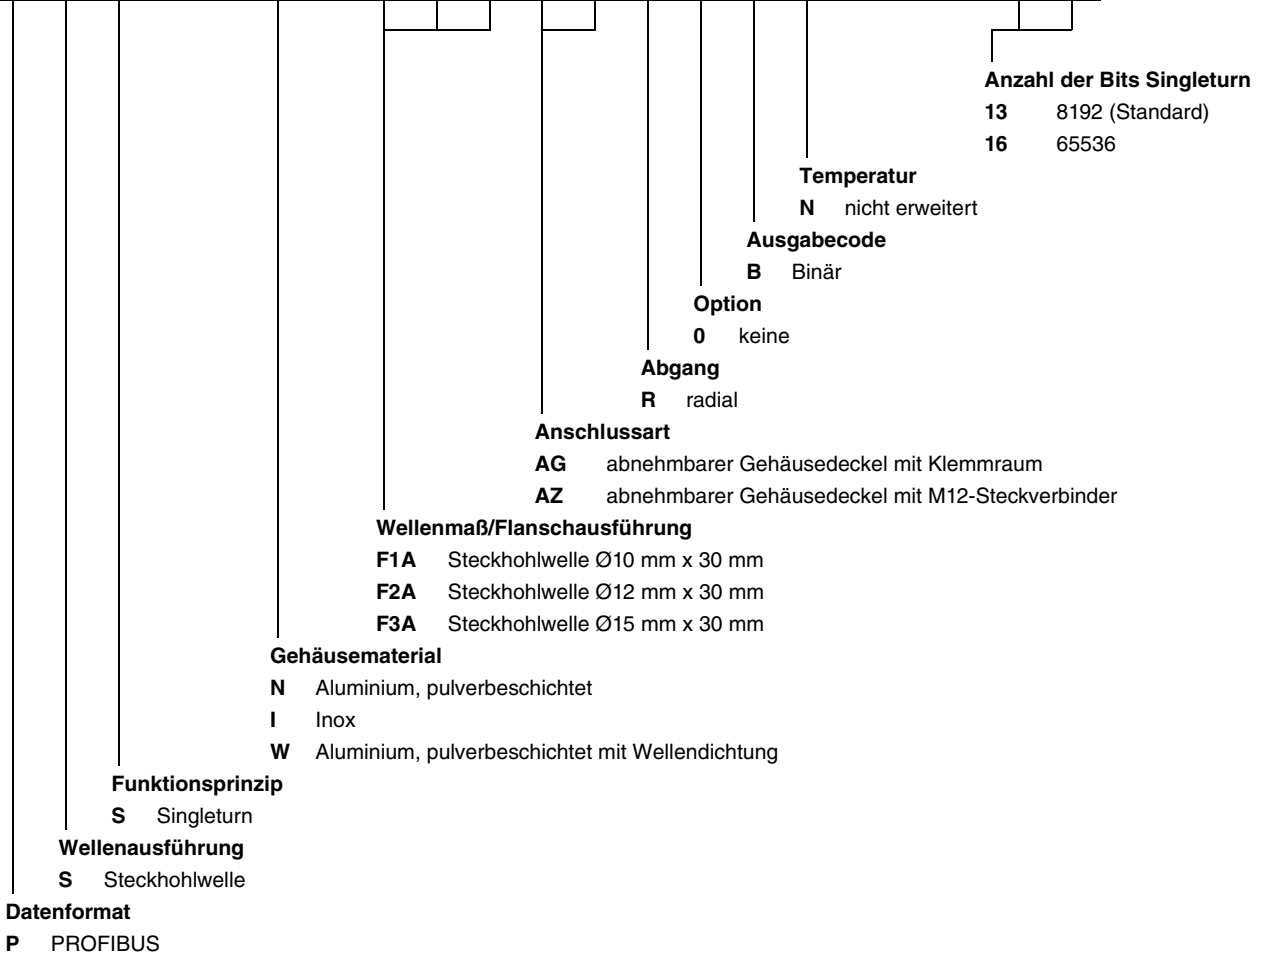 Anzahl der Bits Singleturn
13 8192 (Standard)
16 65536
Temperatur
N nicht erweitert
Ausgabecode
B Binär
Option
0 keine
Abgang
R radial
Anschlussart
AG abnehmbarer Gehäusedeckel mit Klemmraum
AZ abnehmbarer Gehäusedeckel mit M12-Steckverbinder
Wellenmaß/Flanschausführung
F1A Steckhohlwelle Ø10 mm x 30 mm
F2A Steckhohlwelle Ø12 mm x 30 mm
F3A Steckhohlwelle Ø15 mm x 30 mm
Gehäusematerial
N Aluminium, pulverbeschichtet
I Inox
W Aluminium, pulverbeschichtet mit Wellendichtung
Funktionsprinzip
S Singleturn
Wellenausführung
S Steckhohlwelle
Datenformat
P PROFIBUS